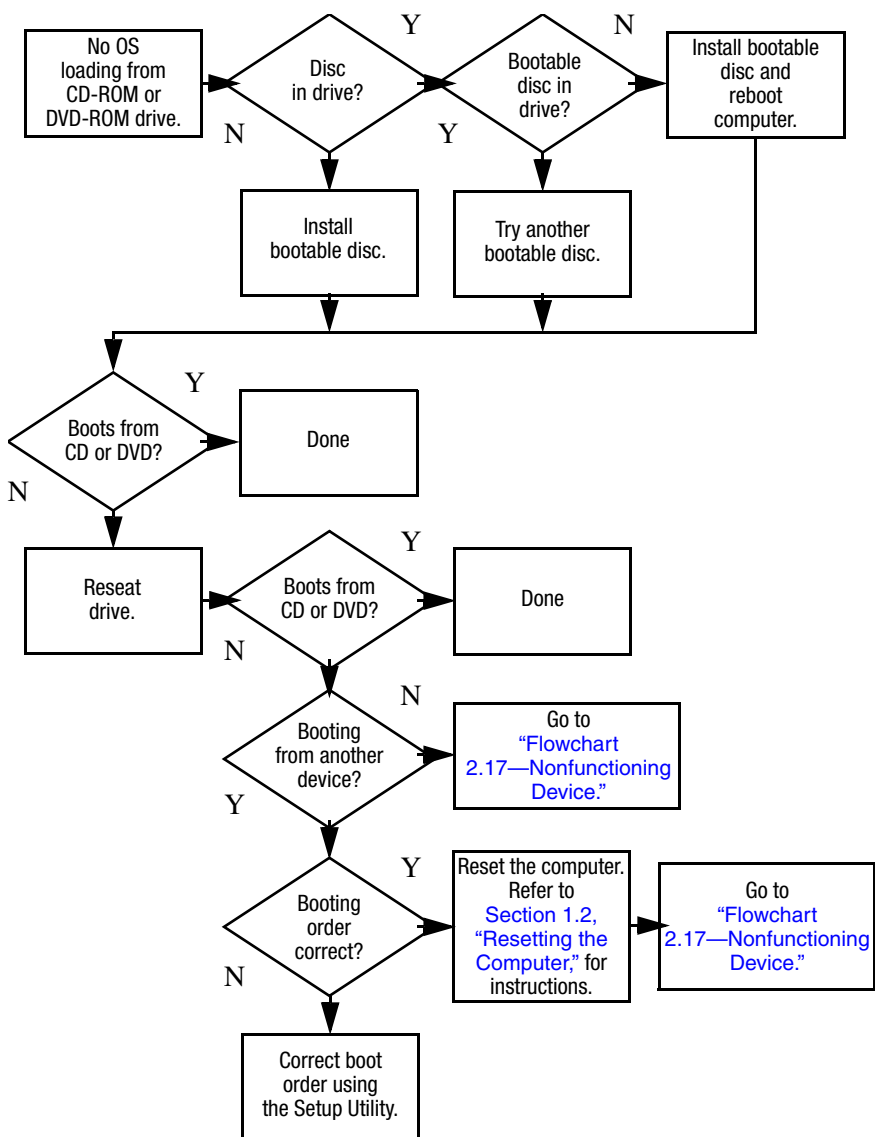 No OS
loading from
CD-ROM or
DVD-ROM drive.
Disc
in drive?
Y
N
Bootable
disc in
drive?
N
Y
Install bootable
disc and
reboot
computer.
Install
bootable disc.
Try another
bootable disc.
Boots from
CD or DVD?
Y
N
Done
Reseat
drive.
Boots from
CD or DVD?
Y
N
Done
Booting
from another
device?
N
Y
Go to
“Flowchart
2.17—Nonfunctioning
Device.”
Booting
order
correct?
Y
N
Reset the computer.
Refer to
Section 1.2,
“Resetting the
Computer,” for
instructions.
Go to
“Flowchart
2.17—Nonfunctioning
Device.”
Correct boot
order using
the Setup Utility.